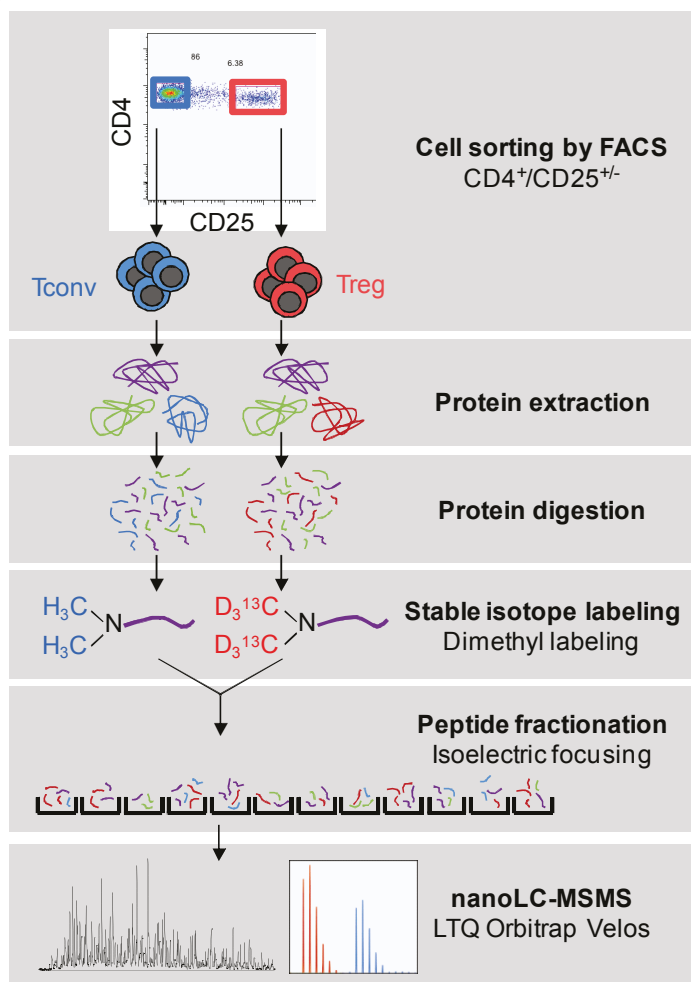 86
6.38
CD4
CD25
Cell sorting by FACS
CD4⁺/CD25⁺/⁻
Tconv
Treg
Protein extraction
Protein digestion
H₃C
N
H₃C
D₃¹³C
N
D₃¹³C
Stable isotope labeling
Dimethyl labeling
Peptide fractionation
Isoelectric focusing
nanoLC-MSMS
LTQ Orbitrap Velos